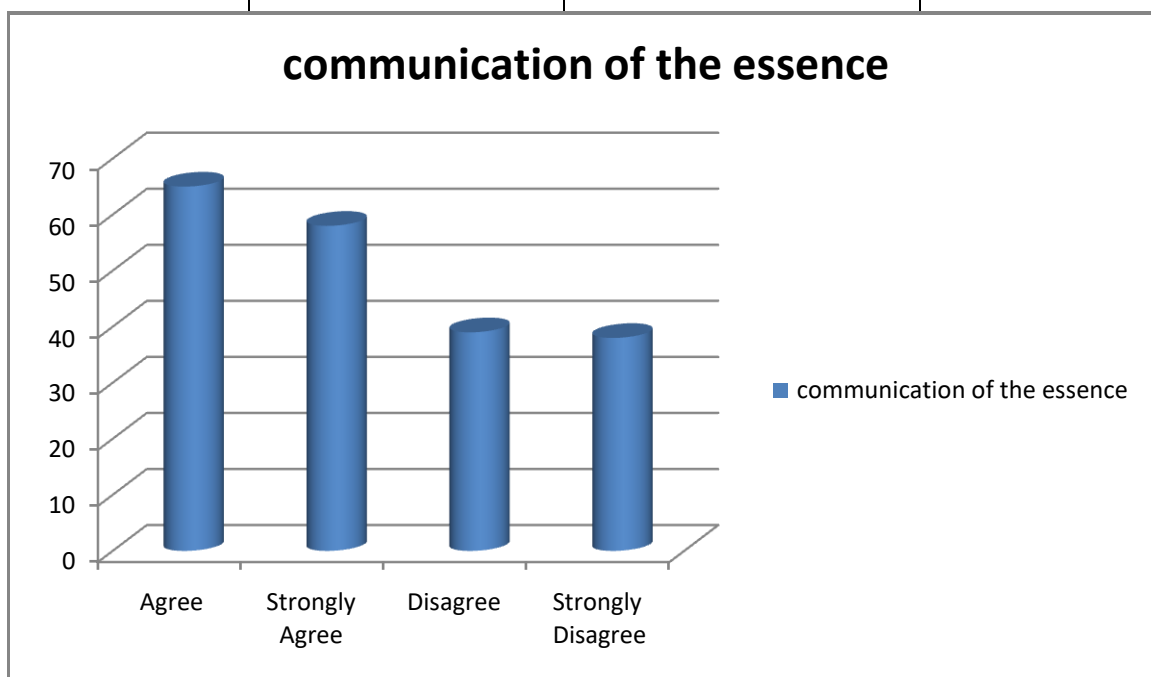 communication of the essence
70
60
50
40
30
20
10
0
Agree
Strongly
Agree
Disagree
Strongly
Disagree
communication of the essence